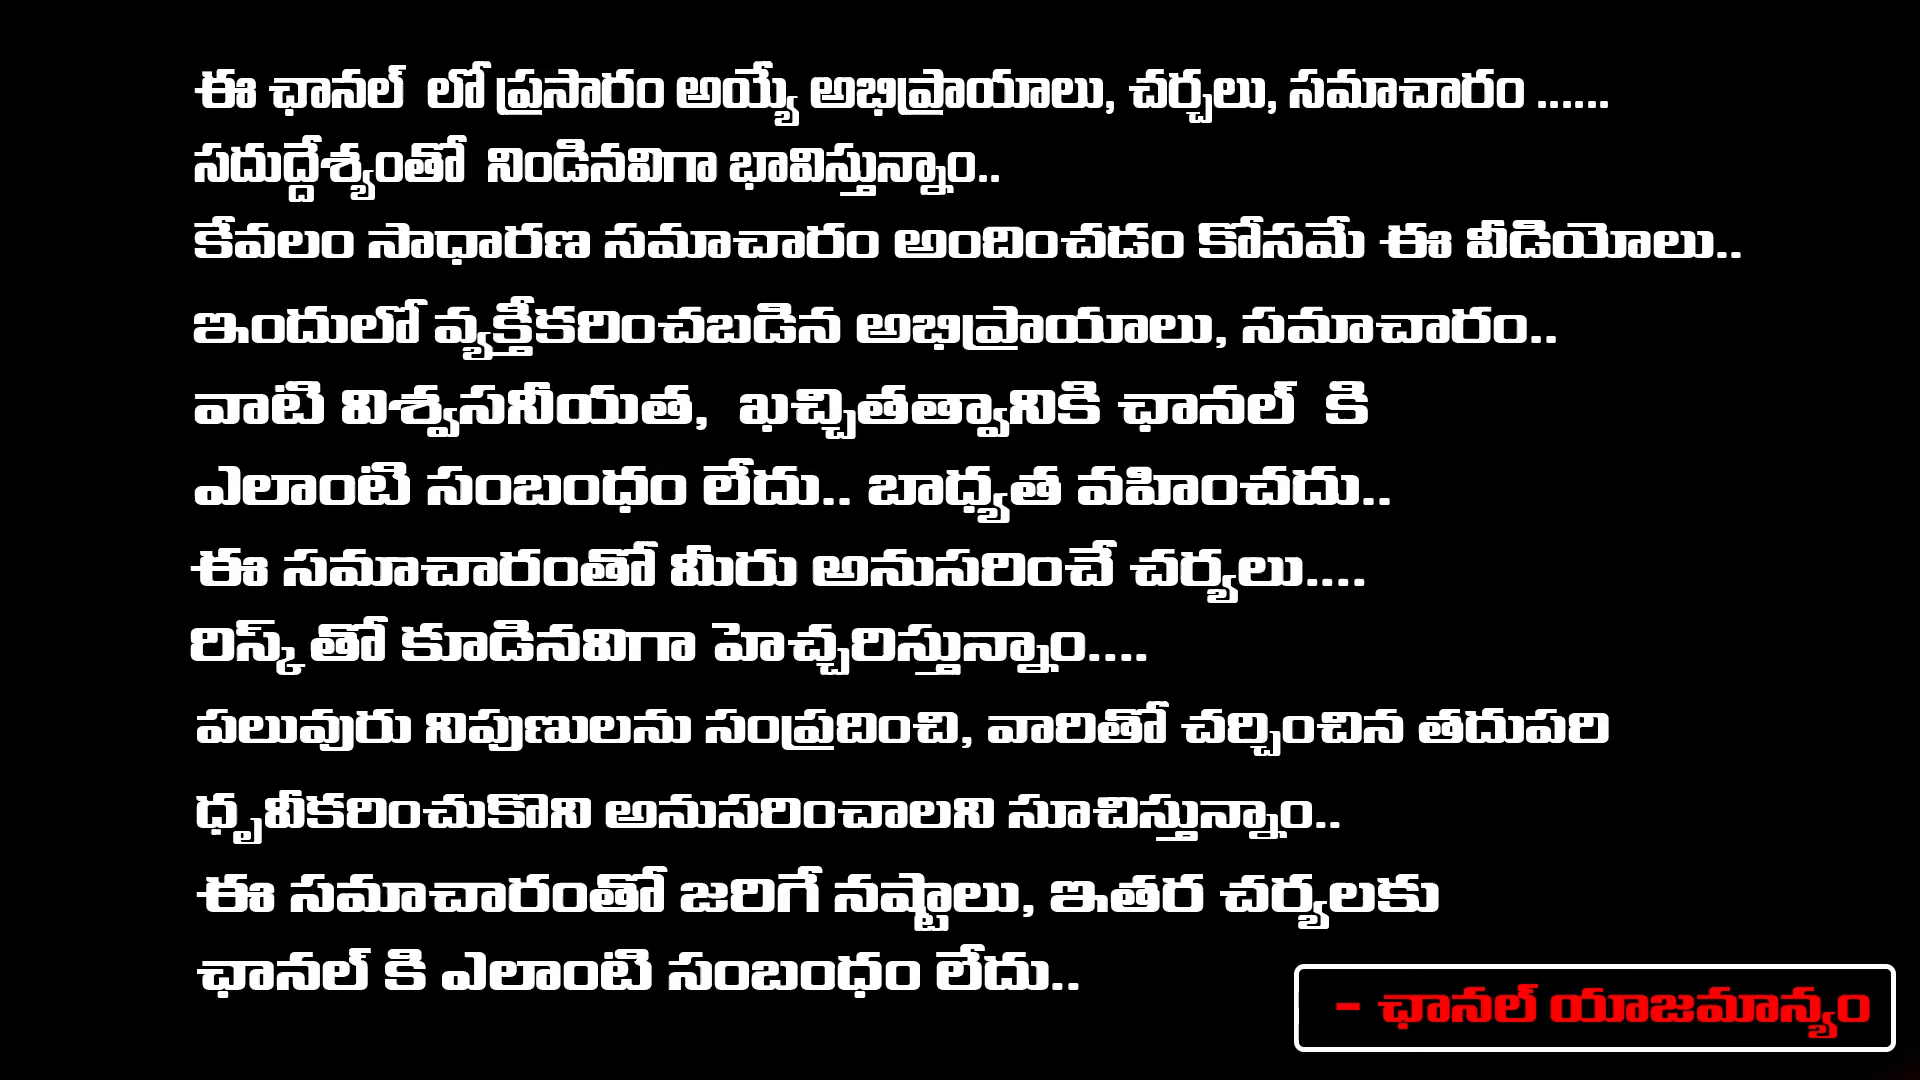 ఈ ఛానల్ లో ప్రసారం అయ్యే అభిప్రాయాలు, చర్చలు, సమాచారం ......
సదుద్దేశ్యంతో నిండినవిగా భావిస్తున్నాం..
కేవలం సాధారణ సమాచారం అందించడం కోసమే ఈ వీడియోలు..
ఇందులో వ్యక్తీకరించబడిన అభిప్రాయాలు, సమాచారం..
వాటి విశ్వసనీయత, ఖచ్చితత్వానికి ఛానల్ కి
ఎలాంటి సంబంధం లేదు.. బాధ్యత వహించదు..
ఈ సమాచారంతో మీరు అనుసరించే చర్యలు....
రిస్క్ తో కూడినవిగా హెచ్చరిస్తున్నాం....
పలువురు నిపుణులను సంప్రదించి, వారితో చర్చించిన తదుపరి
ధృవీకరించుకొని అనుసరించాలని సూచిస్తున్నాం..
ఈ సమాచారంతో జరిగే నష్టాలు, ఇతర చర్యలకు
ఛానల్ కి ఎలాంటి సంబంధం లేదు..
- ఛానల్ యాజమాన్యం